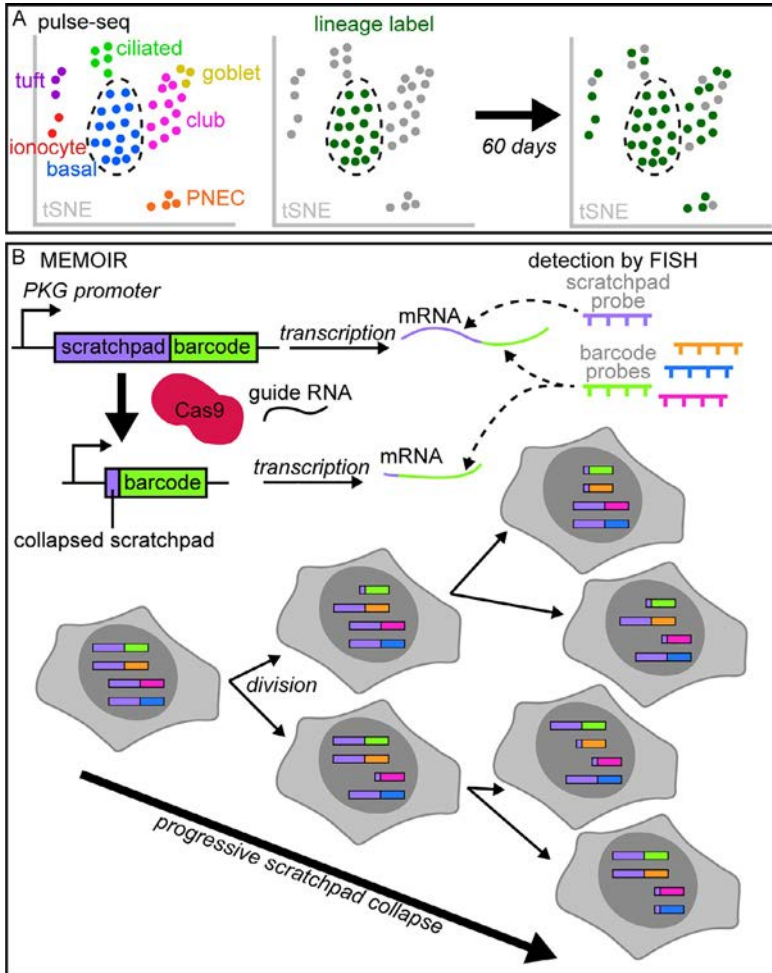 A
pulse-seq
ciliated
tuft
goblet
club
ionocyte
basal
PNEC
tSNE
lineage label
tSNE
60 days
tSNE
B
MEMOIR
detection by FISH
PKG promoter
scratchpad
probe
scratchpad barcode
transcription
mRNA
barcode
probes
Cas9
guide RNA
barcode
transcription
mRNA
collapsed scratchpad
division
progressive scratchpad collapse